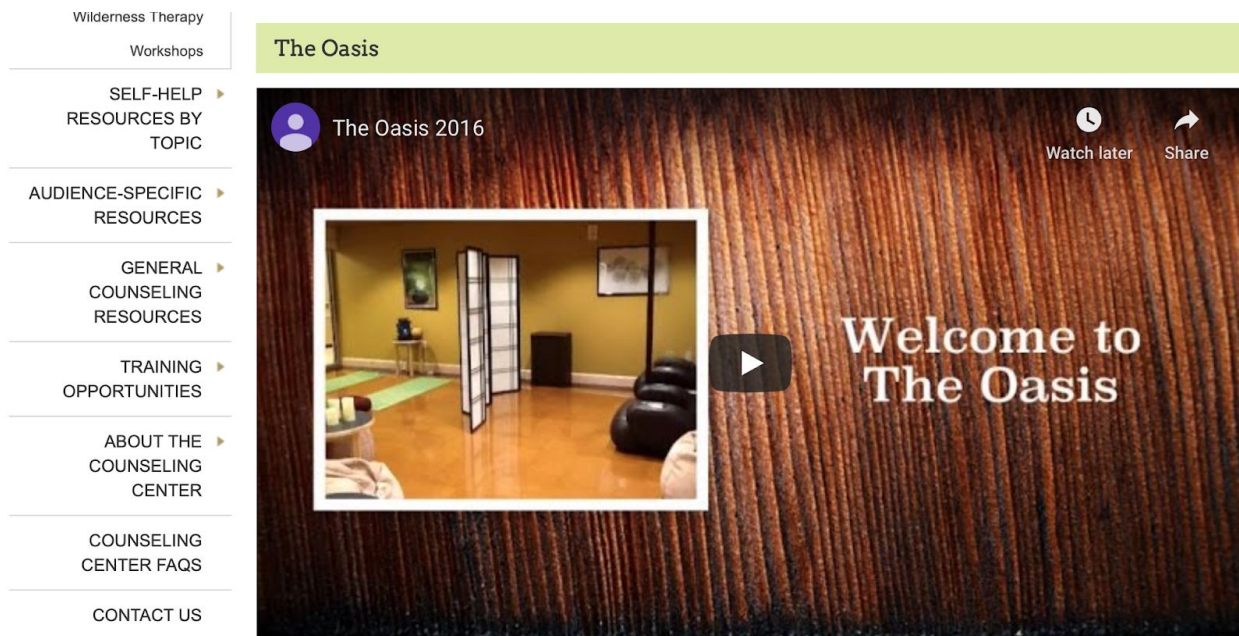 Wilderness Therapy
Workshops
SELF-HELP
RESOURCES BY
TOPIC
AUDIENCE-SPECIFIC
RESOURCES
GENERAL
COUNSELING
RESOURCES
TRAINING
OPPORTUNITIES
ABOUT THE
COUNSELING
CENTER
COUNSELING
CENTER FAQS
CONTACT US
The Oasis
The Oasis 2016
Watch later
Share
Welcome to
The Oasis